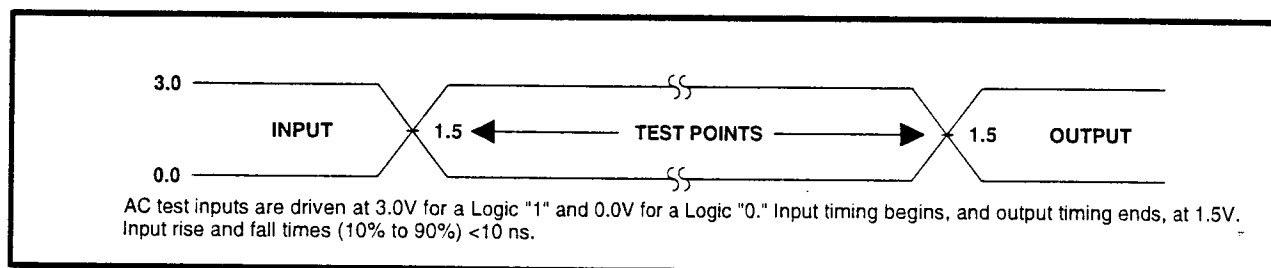 3.0
INPUT 1.5 TEST POINTS 1.5 OUTPUT
0.0
AC test inputs are driven at 3.0V for a Logic "1" and 0.0V for a Logic "0." Input timing begins, and output timing ends, at 1.5V.
Input rise and fall times (10% to 90%) <10 ns.